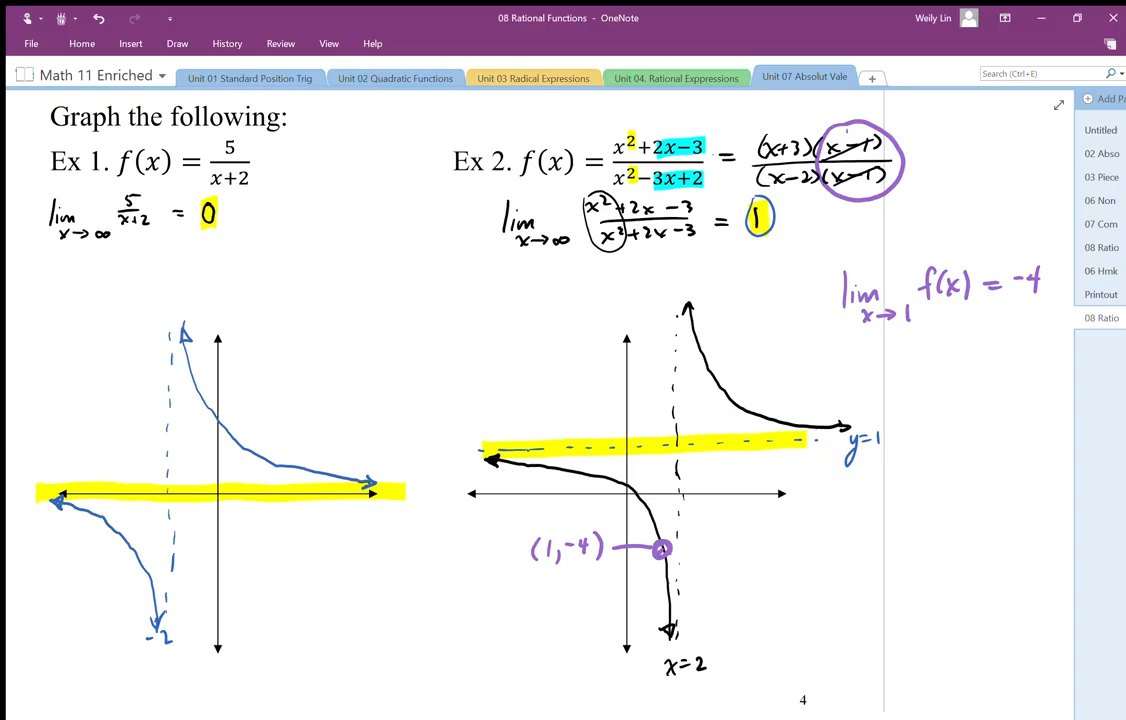 08 Rational Functions - OneNote
Weily Lin
File Home Insert Draw History Review View Help
Math 11 Enriched
Unit 01 Standard Position Trig
Unit 02 Quadratic Functions
Unit 03 Radical Expressions
Unit 04. Rational Exppressions
Unit 07 Absolut Vale
Search (Ctrl+E)
Add Pa
Untitled
02 Abso
03 Piece
06 Non
07 Com
08 Ratio
06 Hmk
Printout
08 Ratio
Graph the following:
Ex 1. f(x) = 5/(x+2)
lim x→∞ 5/(x+2) = 0
-2
Ex 2. f(x) = (x²+2x−3)/(x²−3x+2) = (x+3)(x−1)/(x−2)(x−1)
lim x→∞ (x²+2x−3)/(x²+2x−3) = 1
lim x→1 f(x) = −4
y=1
(1,−4)
x=2
4